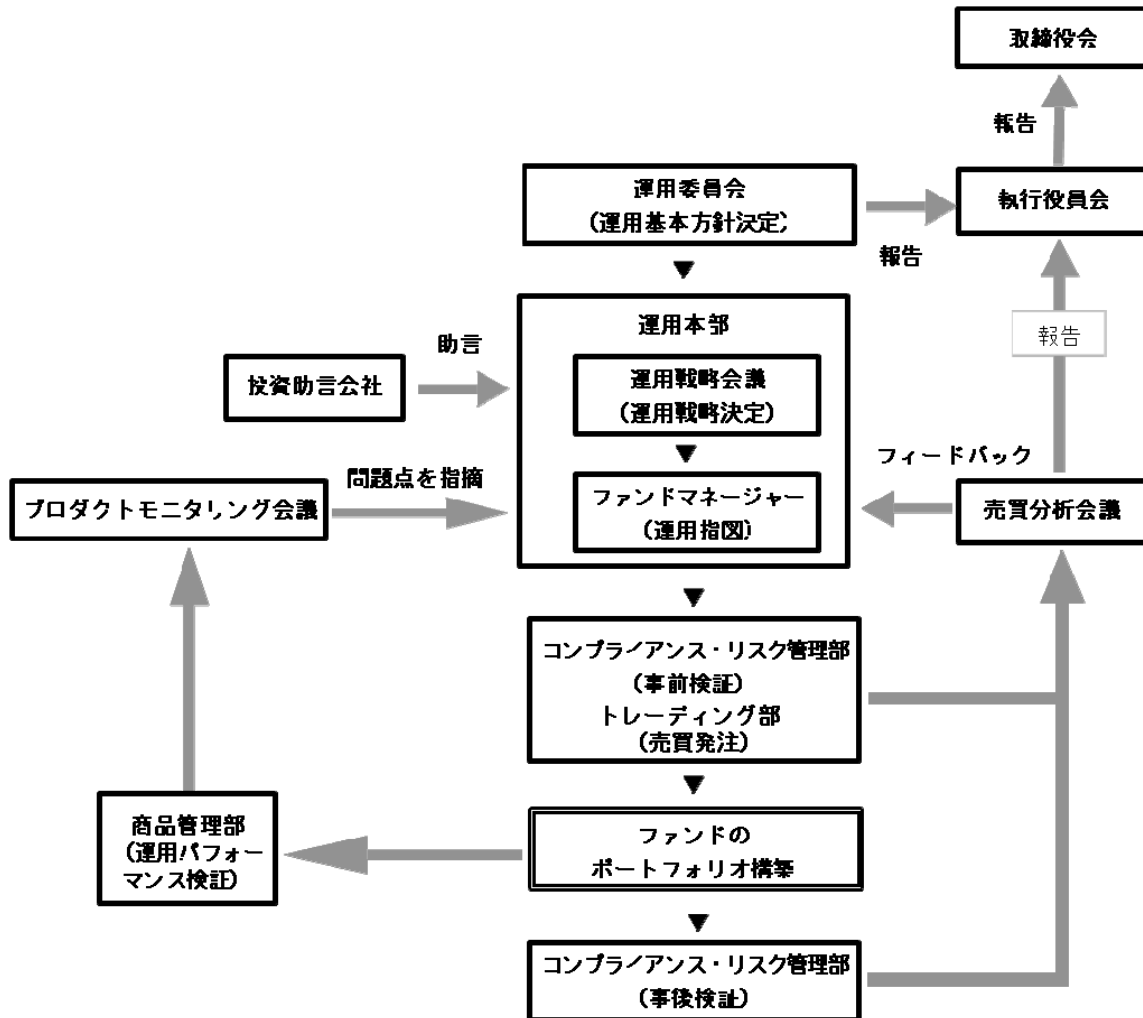 取締役会
報告
運用委員会
(運用基本方針決定)
執行役員会
報告
運用本部
報告
助言
投資助言会社
運用戦略会議
(運用戦略決定)
フィードバック
問題点を指摘
プロダクトモニタリング会議
ファンドマネージャー
(運用指図)
売買分析会議
コンプライアンス・リスク管理部
(事前検証)
トレーディング部
(売買発注)
商品管理部
(運用パフォー
マンス検証)
ファンドの
ポートフォリオ構築
コンプライアンス・リスク管理部
(事後検証)